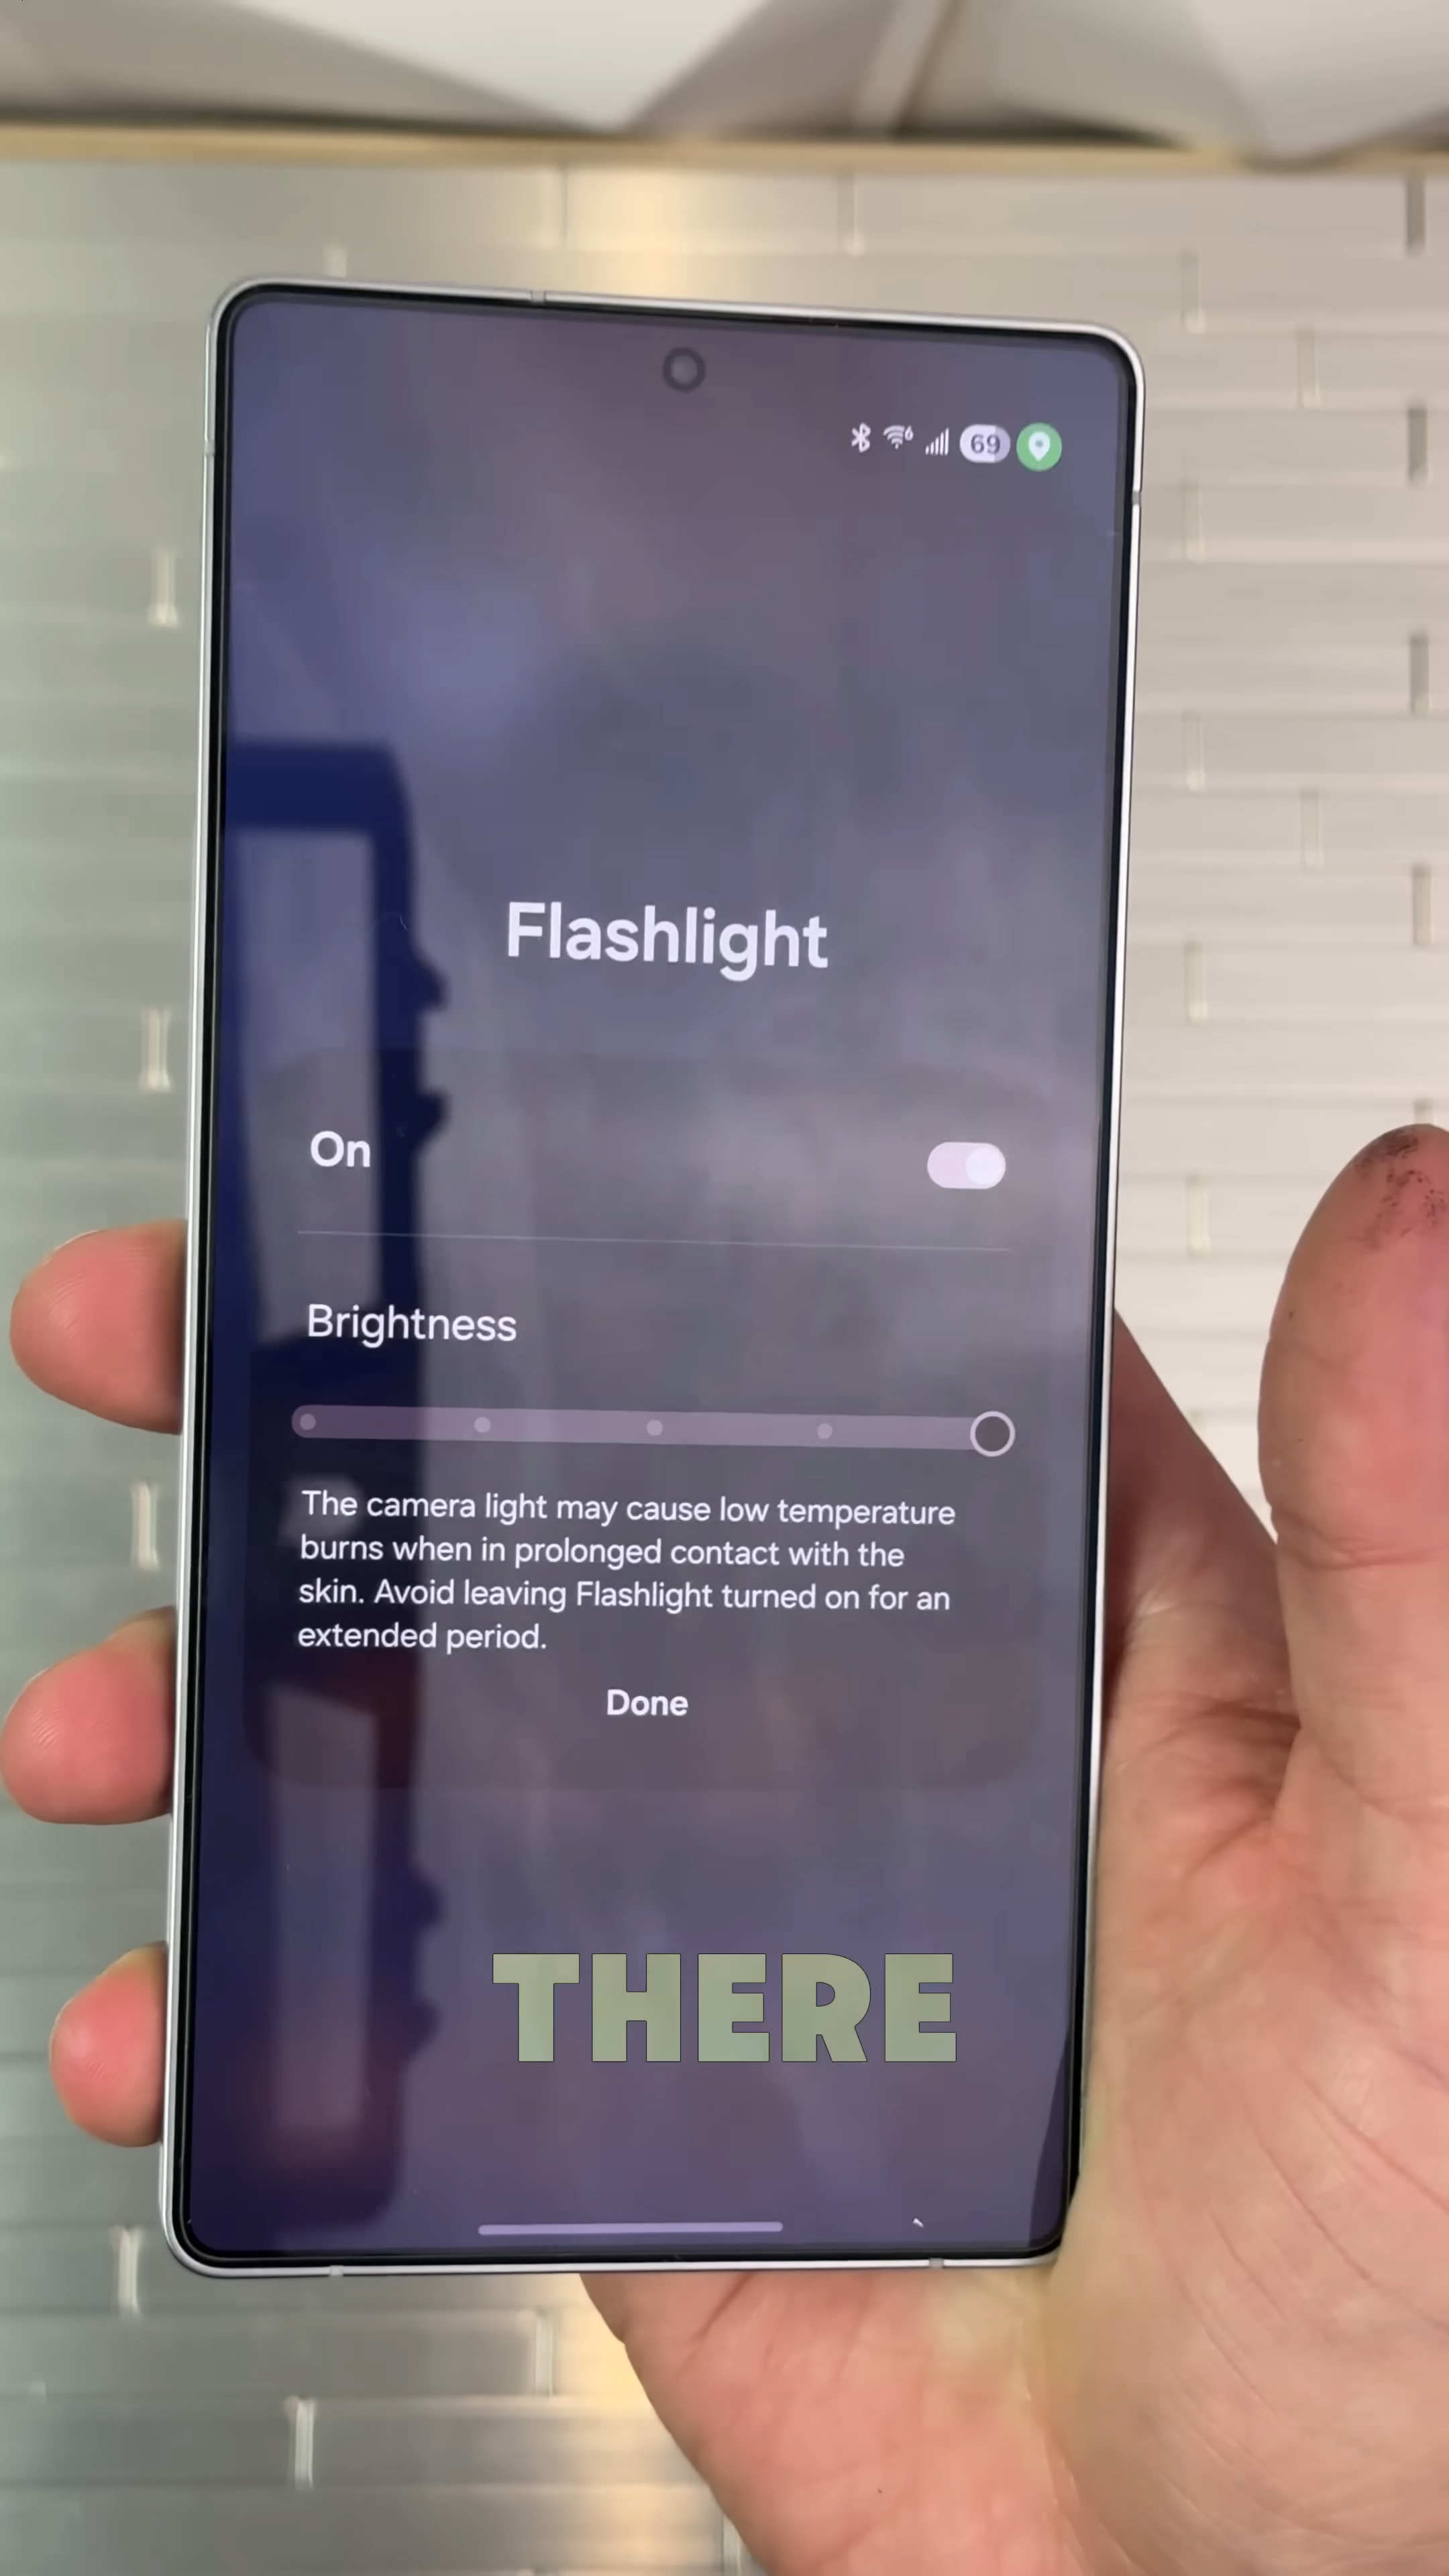 69
Flashlight
On
Brightness
The camera light may cause low temperature
burns when in prolonged contact with the
skin. Avoid leaving Flashlight turned on for an
extended period.
Done
THERE